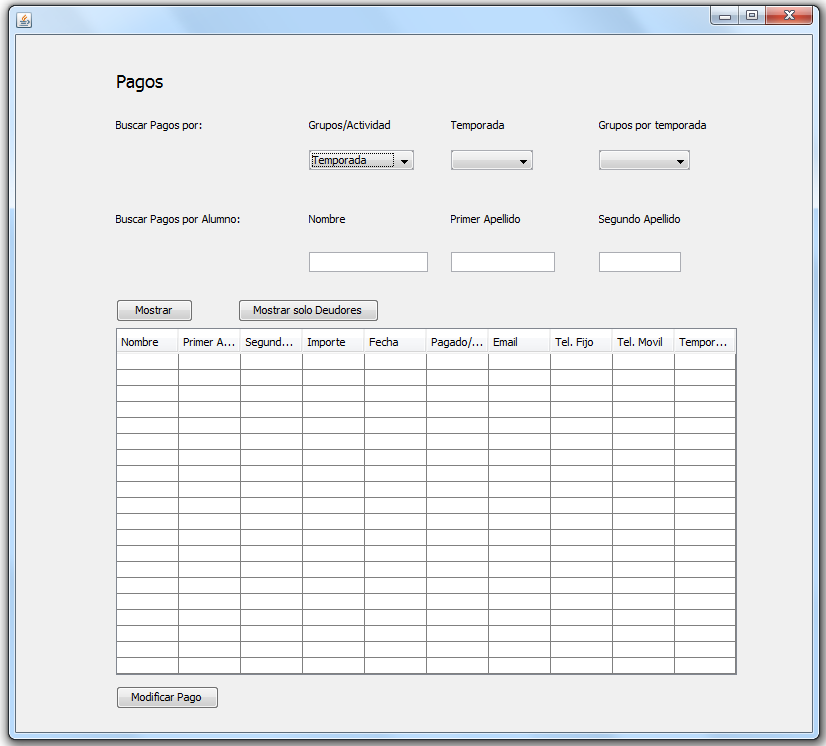 Pagos
Buscar Pagos por: Grupos/Actividad Temporada Grupos por temporada
Temporada
Buscar Pagos por Alumno: Nombre Primer Apellido Segundo Apellido
Mostrar Mostrar solo Deudores
Nombre Primer A... Segund... Importe Fecha Pagado/... Email Tel. Fijo Tel. Movil Tempor...
Modificar Pago